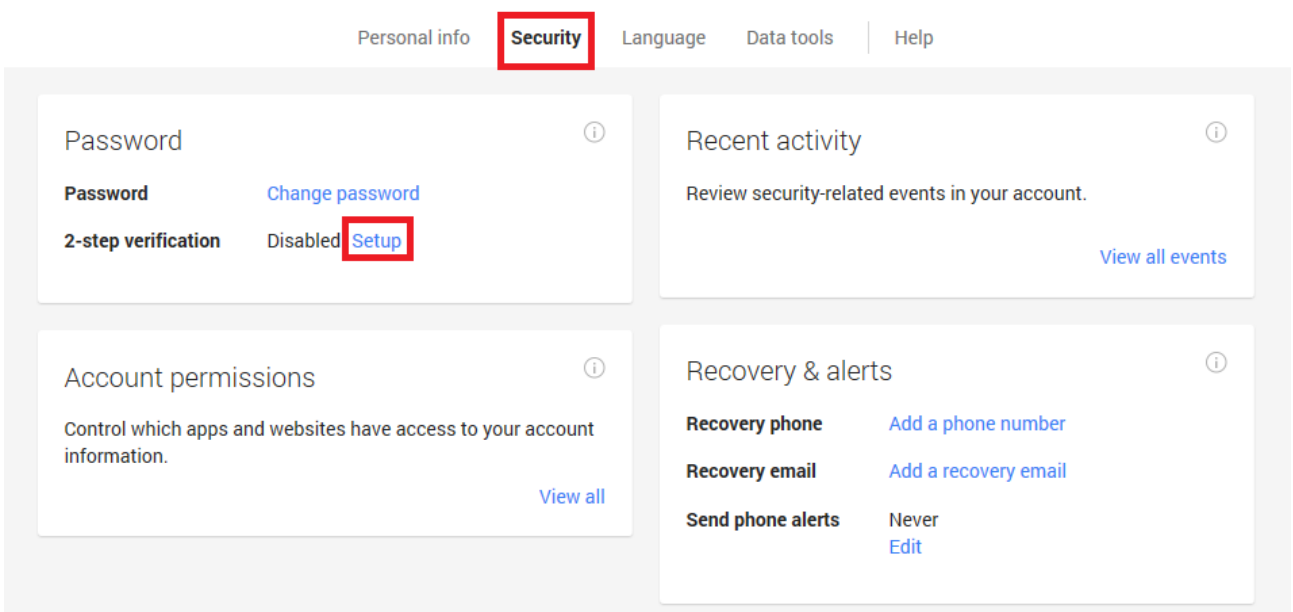 Personal info Security Language Data tools Help
Password
Password Change password
2-step verification Disabled Setup
Recent activity
Review security-related events in your account.
View all events
Account permissions
Control which apps and websites have access to your account
information.
View all
Recovery & alerts
Recovery phone Add a phone number
Recovery email Add a recovery email
Send phone alerts Never
Edit